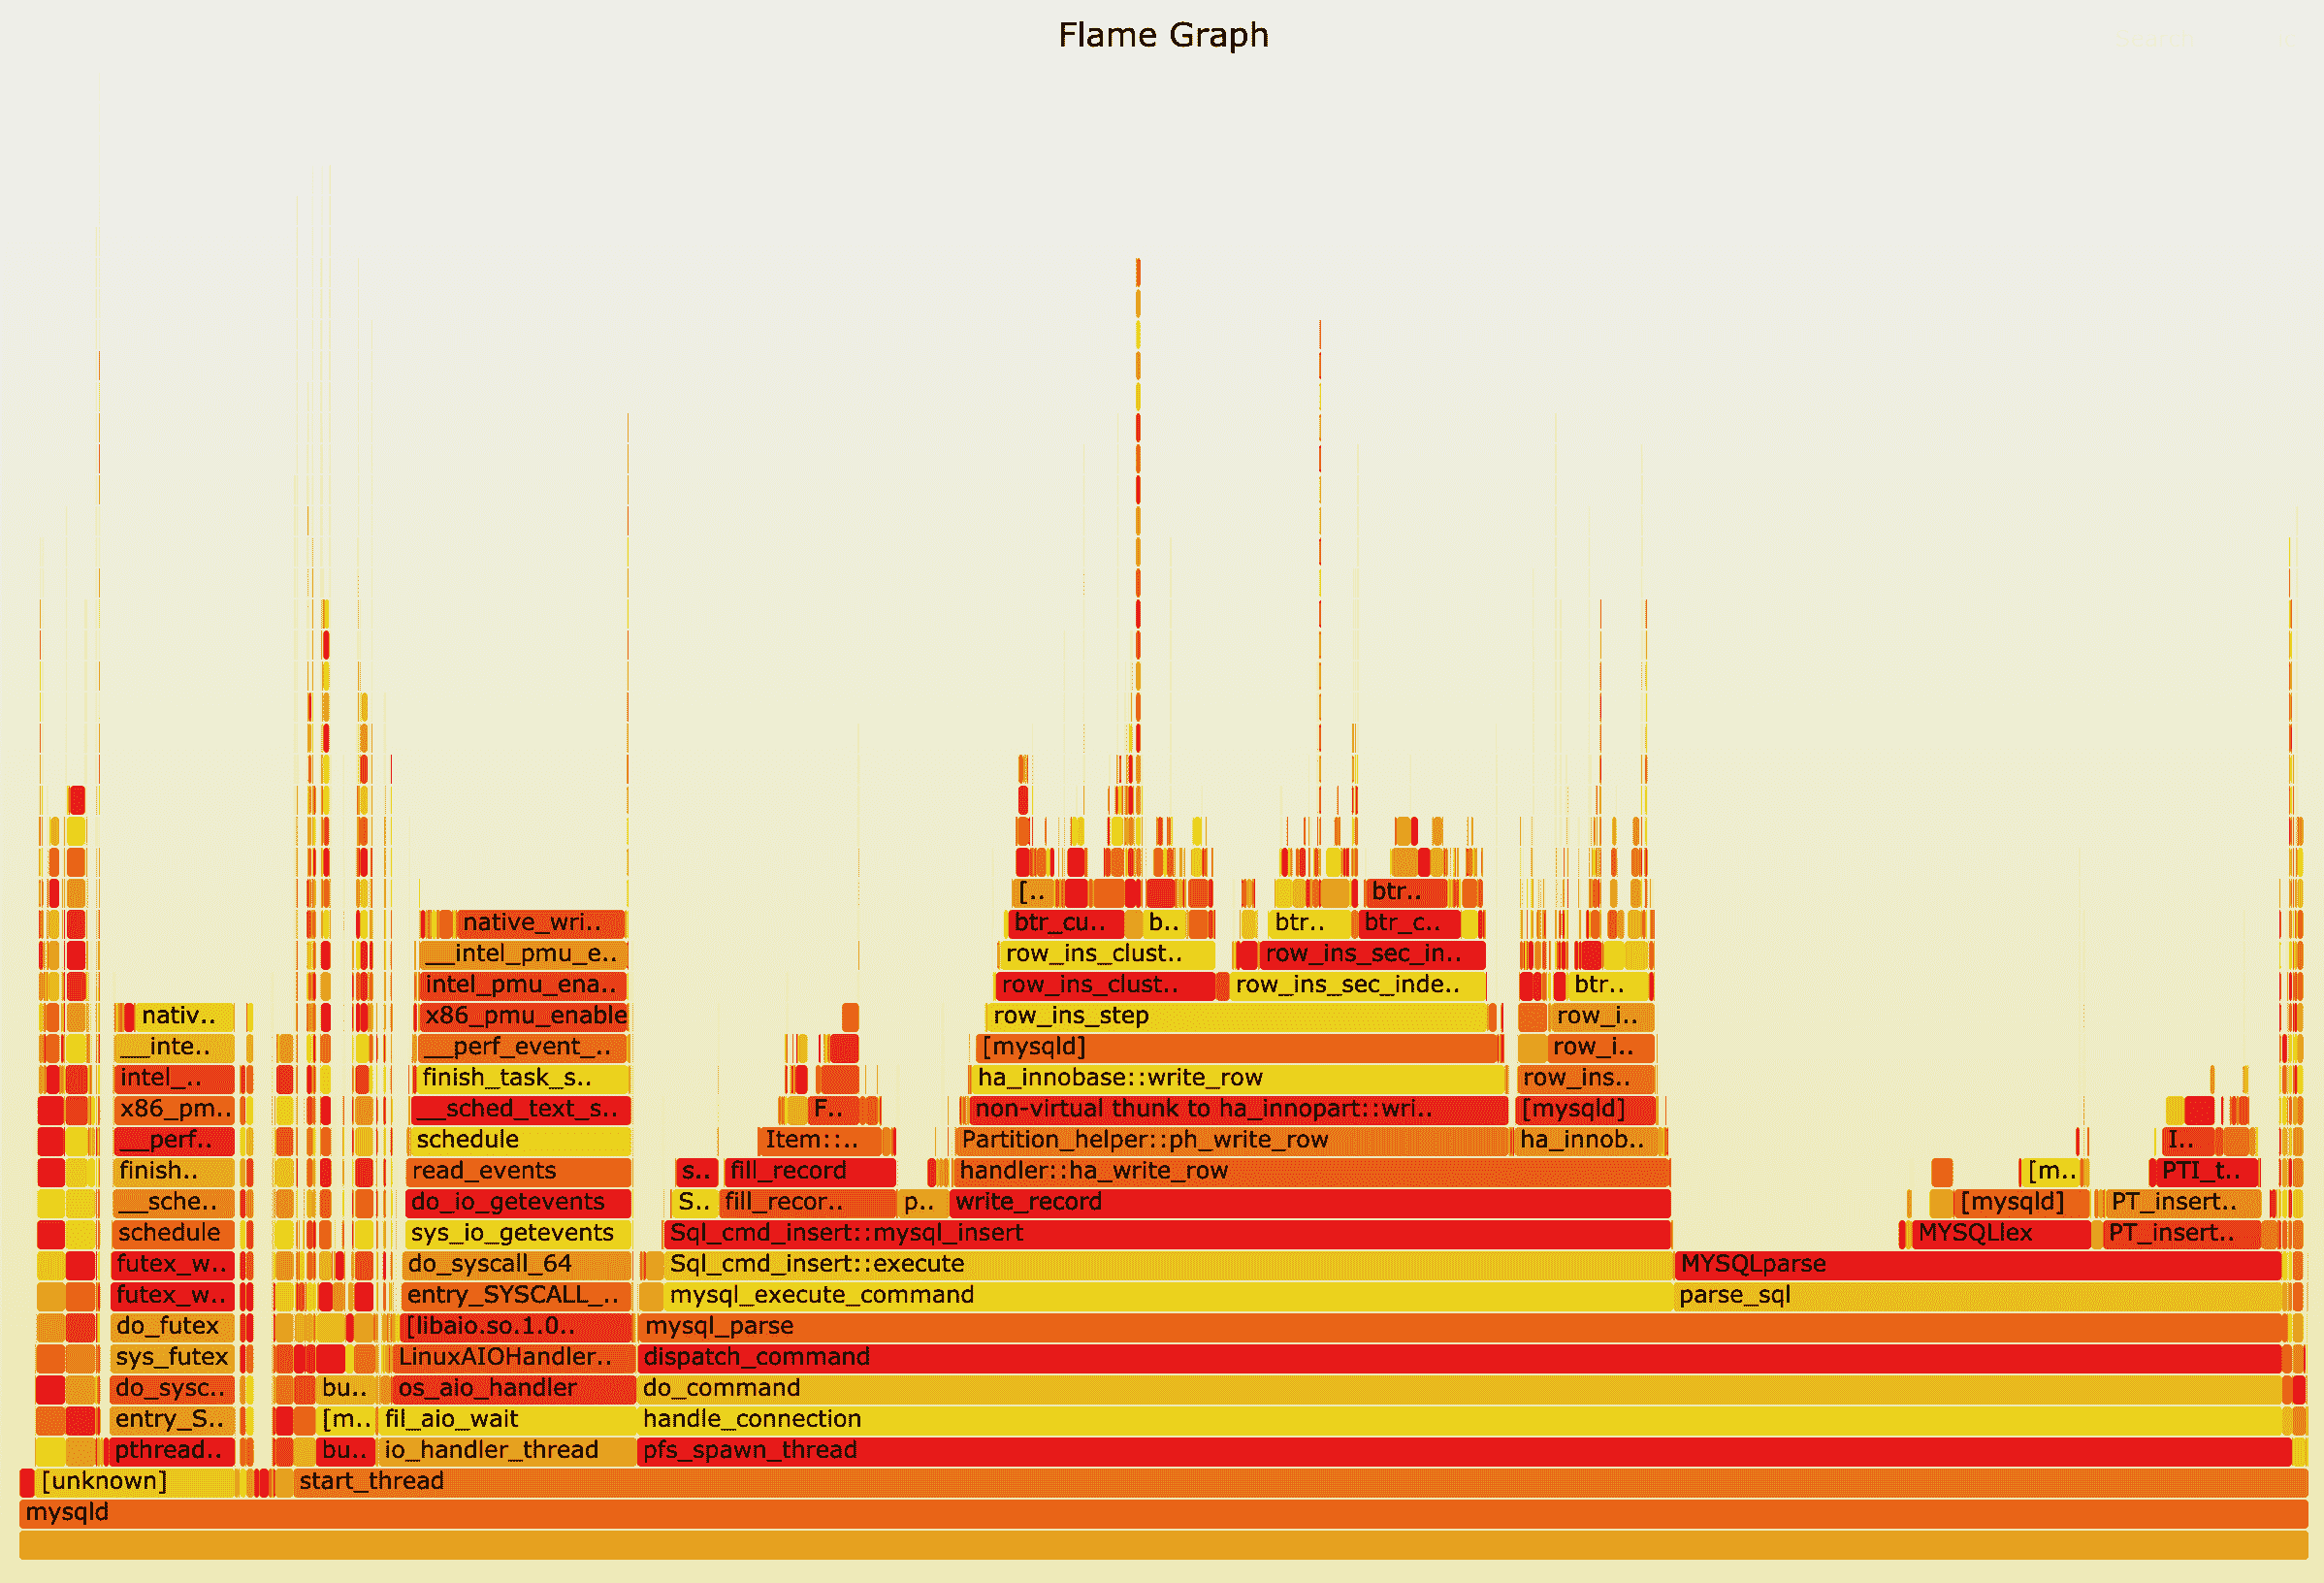 Flame Graph
native_wri..
[..
btr..
btr_cu..
b..
btr..
btr_c..
__intel_pmu_e..
row_ins_clust..
row_ins_sec_in..
intel_pmu_ena..
row_ins_clust..
row_ins_sec_inde..
btr..
nativ..
x86_pmu_enable
row_ins_step
row_i..
__inte..
__perf_event_..
[mysqld]
row_i..
intel_..
finish_task_s..
ha_innobase::write_row
row_ins..
x86_pm..
__sched_text_s..
F..
non-virtual thunk to ha_innopart::wri..
[mysqld]
__perf..
schedule
Item::..
Partition_helper::ph_write_row
ha_innob..
I..
finish..
read_events
s..
fill_record
handler::ha_write_row
[m..
PTI_t..
__sche..
do_io_getevents
S..
fill_recor..
p..
write_record
[mysqld]
PT_insert..
schedule
sys_io_getevents
Sql_cmd_insert::mysql_insert
MYSQLlex
PT_insert..
futex_w..
do_syscall_64
Sql_cmd_insert::execute
MYSQLparse
futex_w..
entry_SYSCALL_..
mysql_execute_command
parse_sql
do_futex
[libaio.so.1.0..
mysql_parse
sys_futex
LinuxAIOHandler..
dispatch_command
do_sysc..
bu..
os_aio_handler
do_command
entry_S..
[m..
fil_aio_wait
handle_connection
pthread..
bu..
io_handler_thread
pfs_spawn_thread
[unknown]
start_thread
mysqld